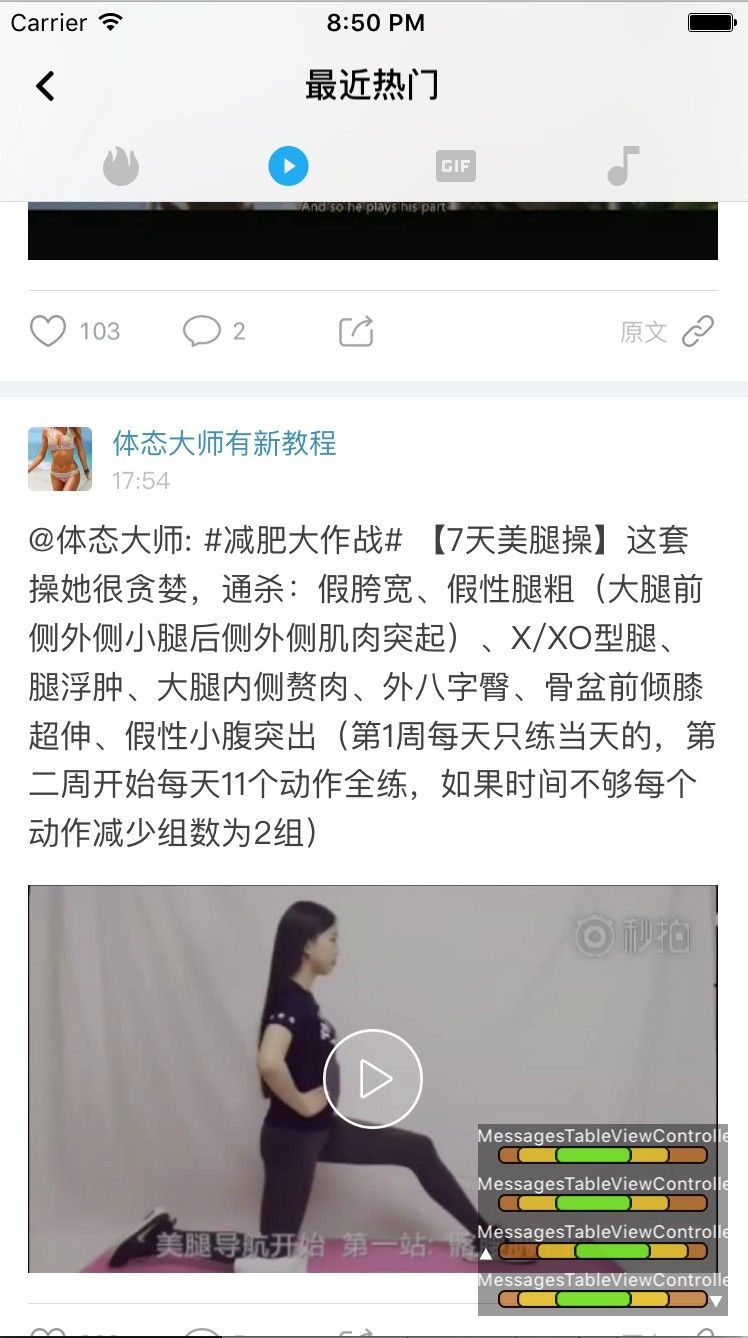 Carrier 8:50 PM
最近热门
GIF
And so he plays his part
103 2 原文
体态大师有新教程
17:54
@体态大师: #减肥大作战# 【7天美腿操】这套
操她很贪婪，通杀：假胯宽、假性腿粗（大腿前
侧外侧小腿后侧外侧肌肉突起）、X/XO型腿、
腿浮肿、大腿内侧赘肉、外八字臀、骨盆前倾膝
超伸、假性小腹突出（第1周每天只练当天的，第
二周开始每天11个动作全练，如果时间不够每个
动作减少组数为2组）
秒拍
MessagesTableViewControlle
MessagesTableViewControlle
MessagesTableViewControlle
MessagesTableViewControlle
美腿导航开始 第一站: